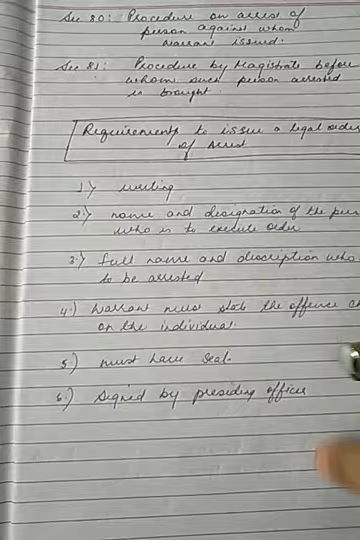 Sec 80: Procedure on arrest of
person against whom
warrant issued.
Sec 81: Procedure by Magistrate before
whom such person arrested
is brought.
Requirements to issue a legal order
of Arrest
1) writing
2) name and designation of the per
who is to execute order
3) full name and description who
to be arrested
4) warrant must state the offence c
on the individual
5) must have seal
6) signed by presiding officer